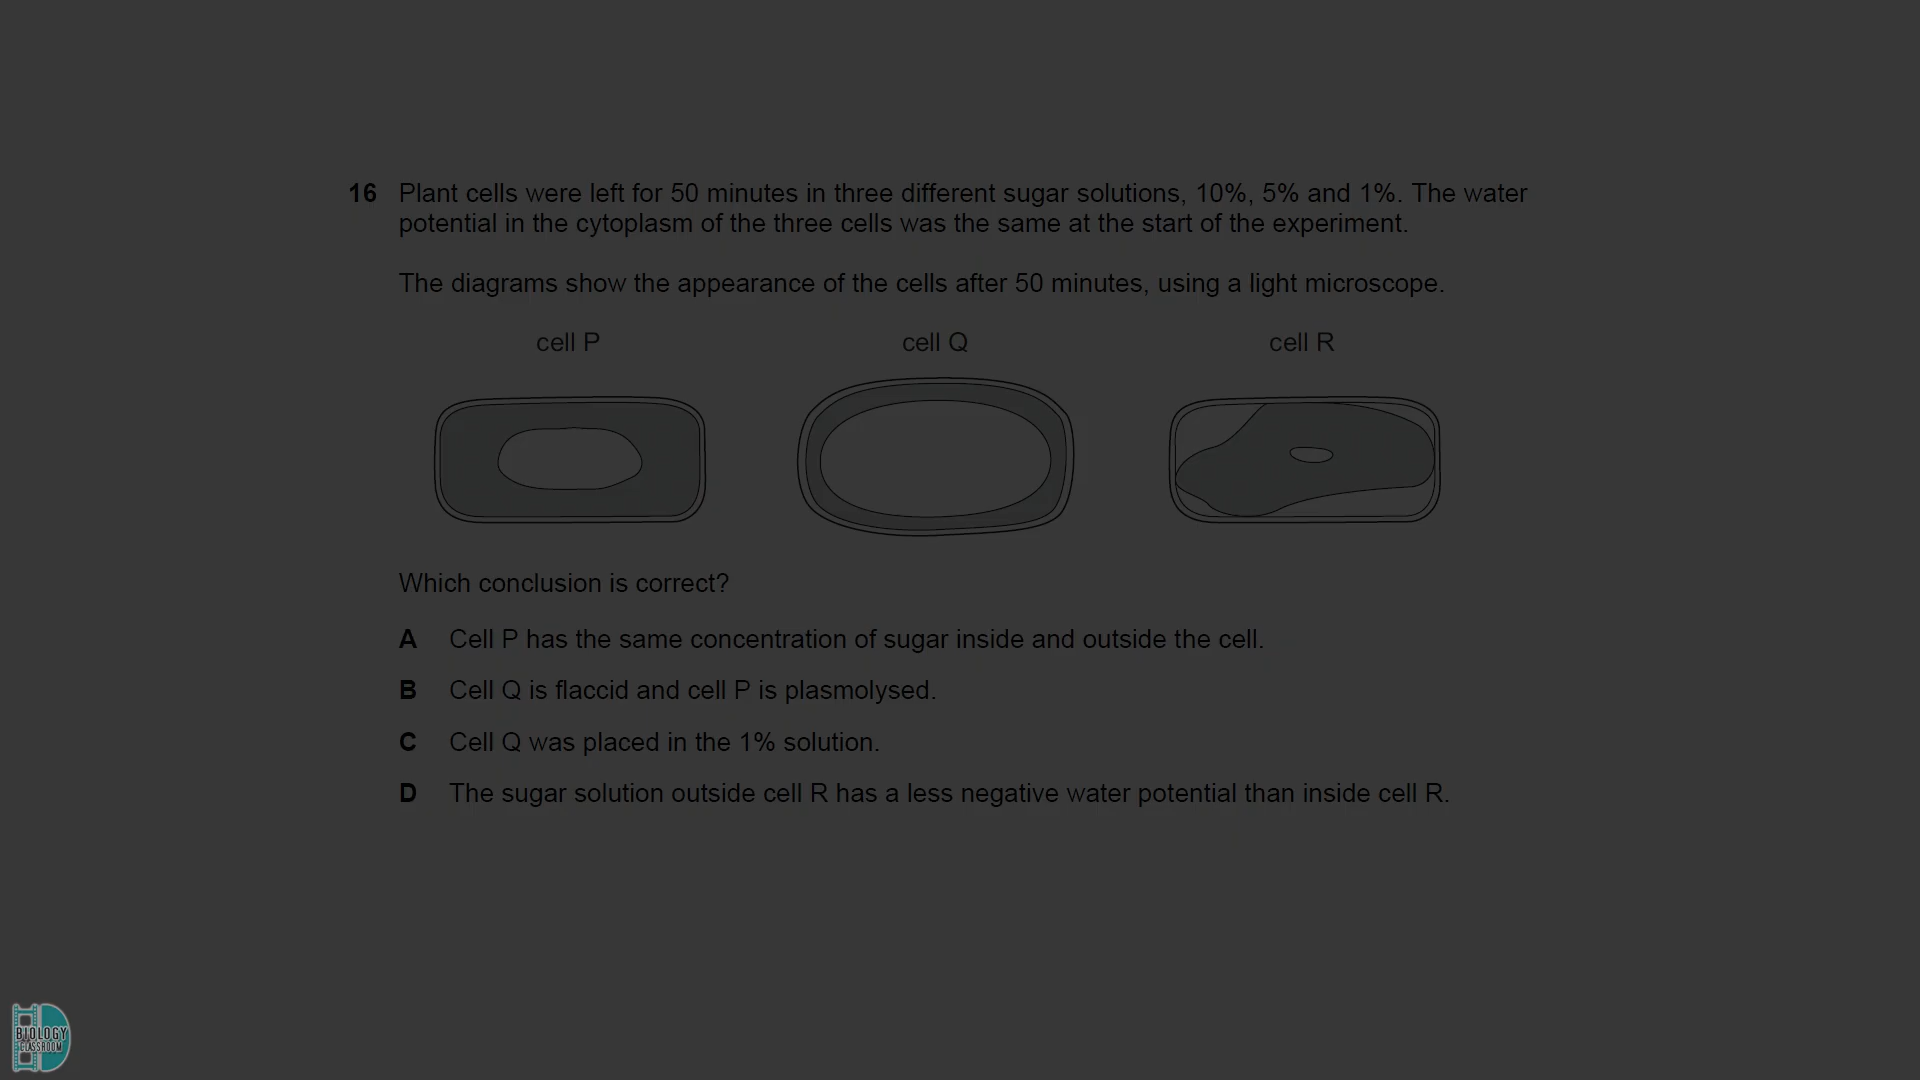 16 Plant cells were left for 50 minutes in three different sugar solutions, 10%, 5% and 1%. The water
potential in the cytoplasm of the three cells was the same at the start of the experiment.
The diagrams show the appearance of the cells after 50 minutes, using a light microscope.
cell P cell Q cell R
Which conclusion is correct?
A Cell P has the same concentration of sugar inside and outside the cell.
B Cell Q is flaccid and cell P is plasmolysed.
C Cell Q was placed in the 1% solution.
D The sugar solution outside cell R has a less negative water potential than inside cell R.
BIOLOGY
CLASSROOM